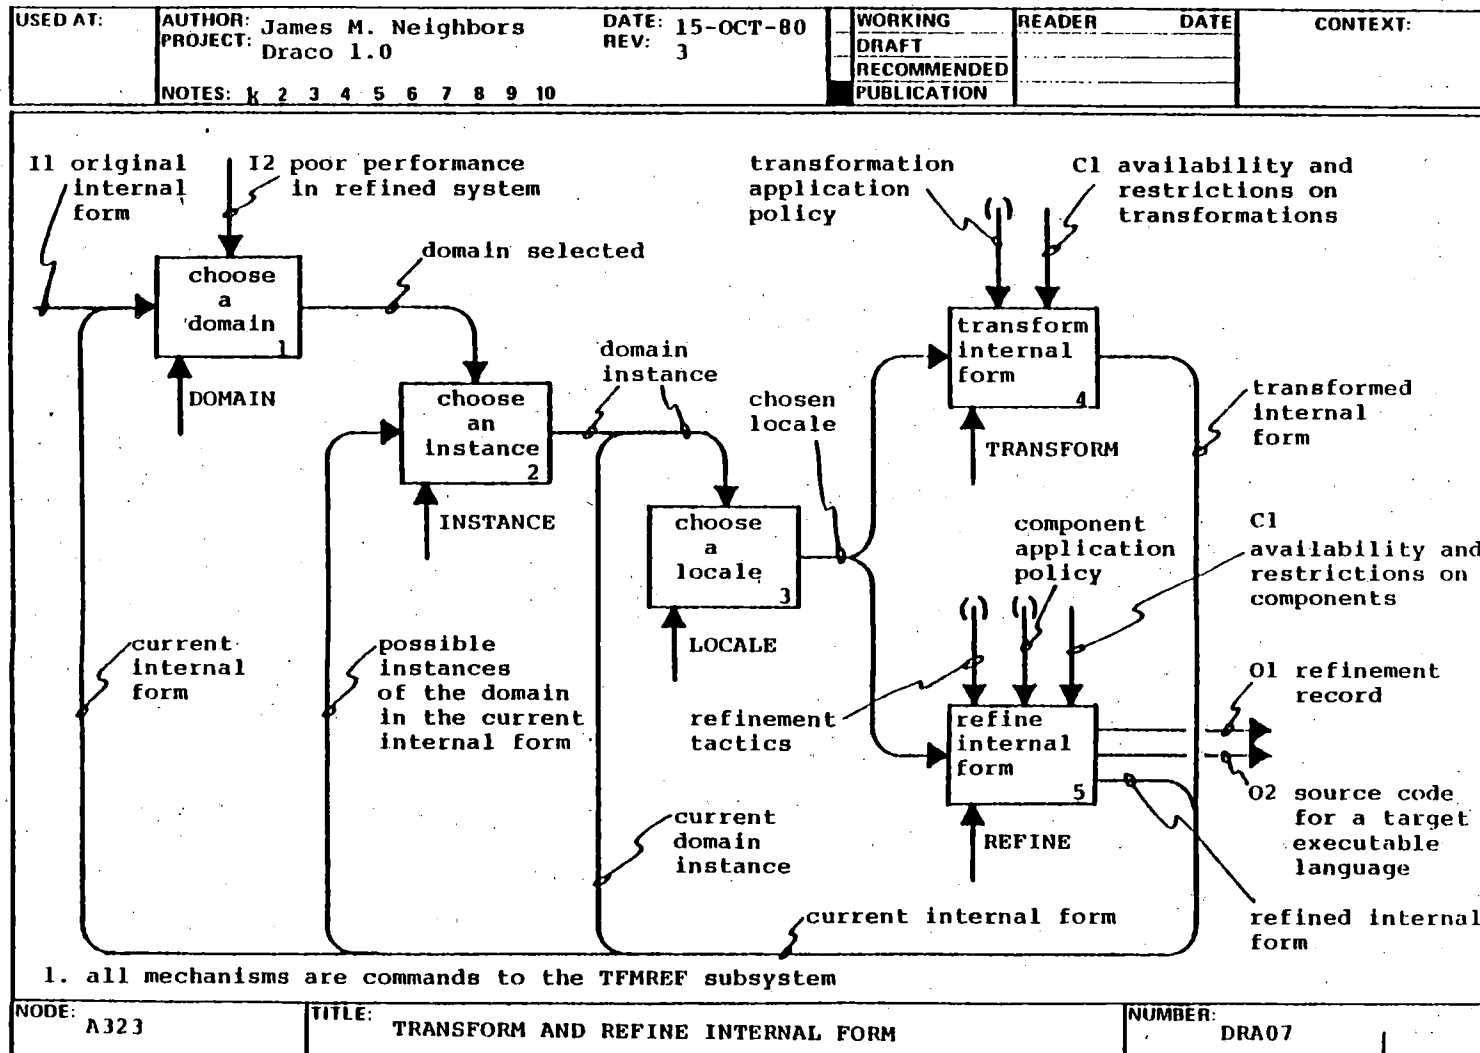 USED AT:
AUTHOR: James M. Neighbors
PROJECT: Draco 1.0
DATE: 15-OCT-80
REV: 3
NOTES: 2 3 4 5 6 7 8 9 10
WORKING
DRAFT
RECOMMENDED
PUBLICATION
READER DATE
CONTEXT:
I1 original
internal
form
I2 poor performance
in refined system
choose
a
domain
1
DOMAIN
domain selected
choose
an
instance
2
INSTANCE
domain
instance
choose
a
locale
3
LOCALE
chosen
locale
transformation
application
policy
( )
C1 availability and
restrictions on
transformations
transform
internal
form
4
TRANSFORM
transformed
internal
form
component
application
policy
C1
availability and
restrictions on
components
( ) ( )
refinement
tactics
refine
internal
form
5
REFINE
O1 refinement
record
O2 source code
for a target
executable
language
refined internal
form
current
internal
form
possible
instances
of the domain
in the current
internal form
current
domain
instance
current internal form
1. all mechanisms are commands to the TFMREF subsystem
NODE: A323
TITLE: TRANSFORM AND REFINE INTERNAL FORM
NUMBER: DRA07